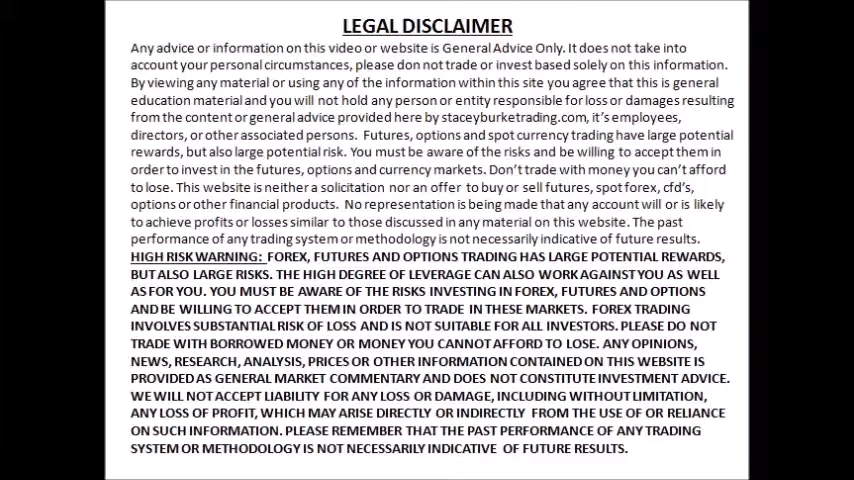 LEGAL DISCLAIMER
Any advice or information on this video or website is General Advice Only. It does not take into
account your personal circumstances, please don not trade or invest based solely on this information.
By viewing any material or using any of the information within this site you agree that this is general
education material and you will not hold any person or entity responsible for loss or damages resulting
from the content or general advice provided here by staceyburketrading.com, it's employees,
directors, or other associated persons. Futures, options and spot currency trading have large potential
rewards, but also large potential risk. You must be aware of the risks and be willing to accept them in
order to invest in the futures, options and currency markets. Don't trade with money you can't afford
to lose. This website is neither a solicitation nor an offer to buy or sell futures, spot forex, cfd's,
options or other financial products. No representation is being made that any account will or is likely
to achieve profits or losses similar to those discussed in any material on this website. The past
performance of any trading system or methodology is not necessarily indicative of future results.
HIGH RISK WARNING: FOREX, FUTURES AND OPTIONS TRADING HAS LARGE POTENTIAL REWARDS,
BUT ALSO LARGE RISKS. THE HIGH DEGREE OF LEVERAGE CAN ALSO WORK AGAINST YOU AS WELL
AS FOR YOU. YOU MUST BE AWARE OF THE RISKS INVESTING IN FOREX, FUTURES AND OPTIONS
AND BE WILLING TO ACCEPT THEM IN ORDER TO TRADE IN THESE MARKETS. FOREX TRADING
INVOLVES SUBSTANTIAL RISK OF LOSS AND IS NOT SUITABLE FOR ALL INVESTORS. PLEASE DO NOT
TRADE WITH BORROWED MONEY OR MONEY YOU CANNOT AFFORD TO LOSE. ANY OPINIONS,
NEWS, RESEARCH, ANALYSIS, PRICES OR OTHER INFORMATION CONTAINED ON THIS WEBSITE IS
PROVIDED AS GENERAL MARKET COMMENTARY AND DOES NOT CONSTITUTE INVESTMENT ADVICE.
WE WILL NOT ACCEPT LIABILITY FOR ANY LOSS OR DAMAGE, INCLUDING WITHOUT LIMITATION,
ANY LOSS OF PROFIT, WHICH MAY ARISE DIRECTLY OR INDIRECTLY FROM THE USE OF OR RELIANCE
ON SUCH INFORMATION. PLEASE REMEMBER THAT THE PAST PERFORMANCE OF ANY TRADING
SYSTEM OR METHODOLOGY IS NOT NECESSARILY INDICATIVE OF FUTURE RESULTS.